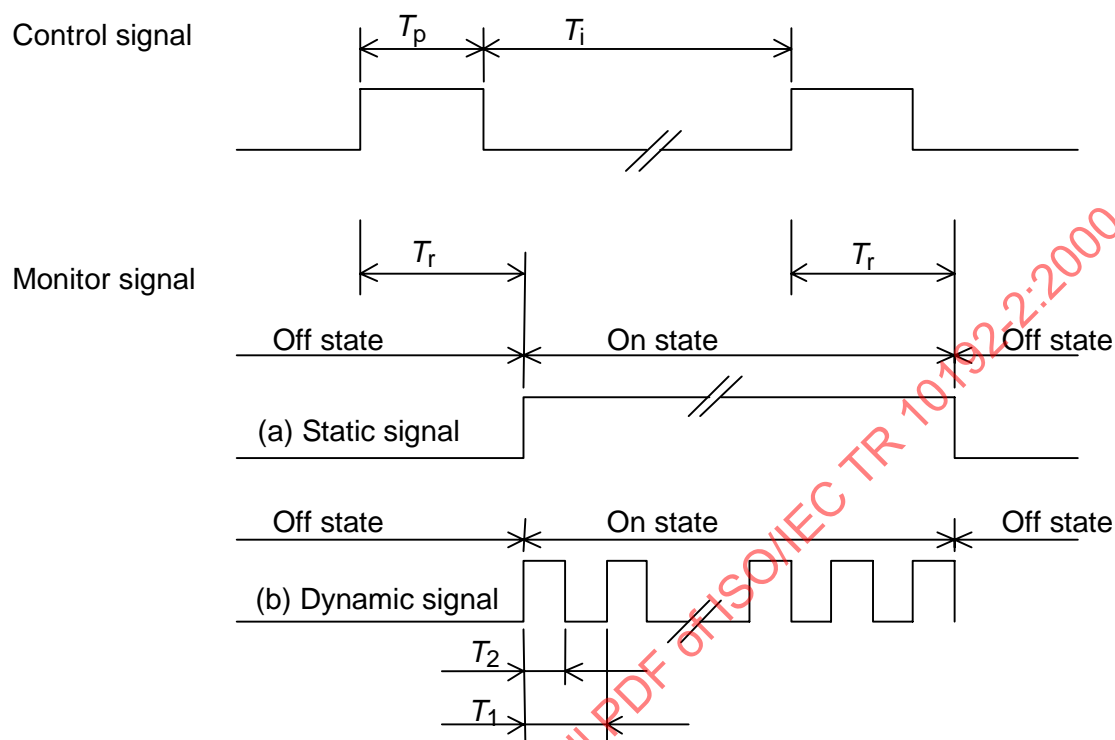 Control signal
Tp
Ti
Monitor signal
Tr
Tr
Off state
On state
Off state
(a) Static signal
Off state
On state
Off state
(b) Dynamic signal
T2
T1
PDF of ISO/IEC TR 10192-2:2000